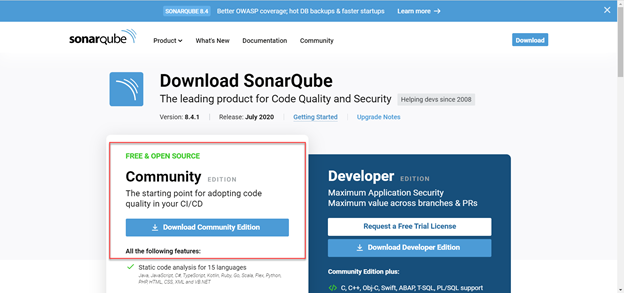 SONARQUBE 8.4 Better OWASP coverage; hot DB backups & faster startups Learn more →
sonarqube Product What's New Documentation Community Download
Download SonarQube
The leading product for Code Quality and Security Helping devs since 2008
Version: 8.4.1 Release: July 2020 Getting Started Upgrade Notes
FREE & OPEN SOURCE
Community EDITION
The starting point for adopting code
quality in your CI/CD
Download Community Edition
All the following features:
Static code analysis for 15 languages
Java, JavaScript, C#, TypeScript, Kotlin, Ruby, Go, Scala, Flex, Python,
PHP, HTML, CSS, XML and VB.NET
Developer EDITION
Maximum Application Security
Maximum value across branches & PRs
Request a Free Trial License
Download Developer Edition
Community Edition plus:
C, C++, Obj-C, Swift, ABAP, T-SQL, PL/SQL support